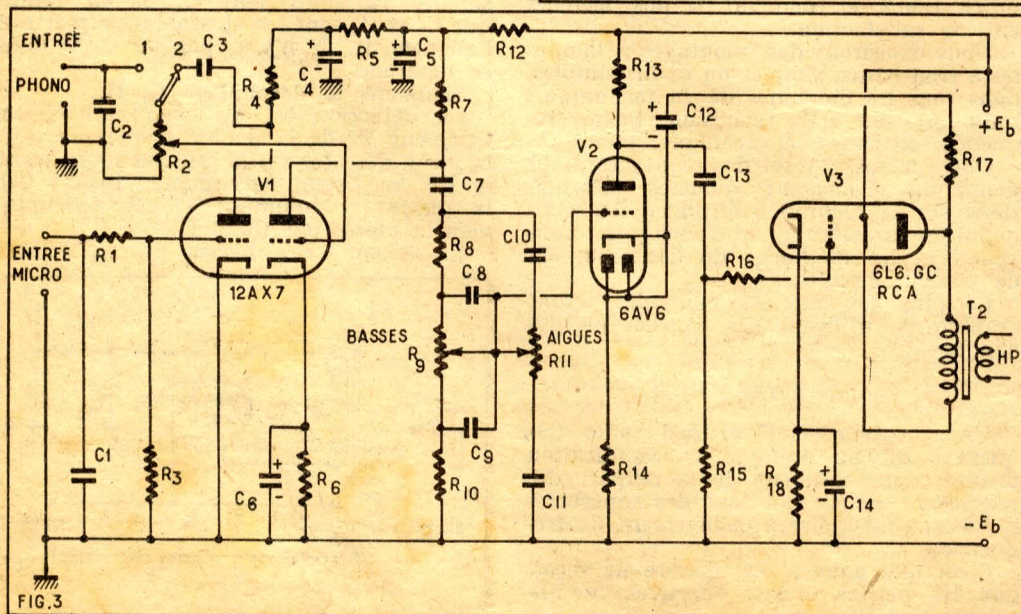 ENTREE
PHONO
1
2
C3
C2
R2
R4
C4
R5
C5
R12
R7
R13
C12
+Eb
R17
V2
V1
C7
C13
V3
ENTREE
MICRO
R1
12AX7
R8
C8
C10
6AV6
R16
6L6.GC
RCA
T2
HP
BASSES
R9
AIGUES
R11
C1
R3
C6
R6
C9
R10
C11
R14
R15
R18
C14
-Eb
FIG.3